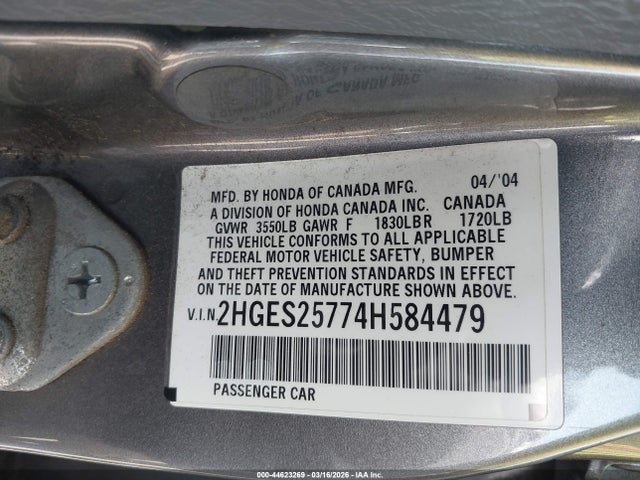 MFD. BY HONDA OF CANADA MFG. 04/'04
A DIVISION OF HONDA CANADA INC. CANADA
GVWR 3550LB GAWR F 1830LB R 1720LB
THIS VEHICLE CONFORMS TO ALL APPLICABLE
FEDERAL MOTOR VEHICLE SAFETY, BUMPER
AND THEFT PREVENTION STANDARDS IN EFFECT
ON THE DATE OF MANUFACTURE SHOWN ABOVE.
V.I.N. 2HGES25774H584479
PASSENGER CAR
000-44623269 - 03/16/2026 - IAA Inc.